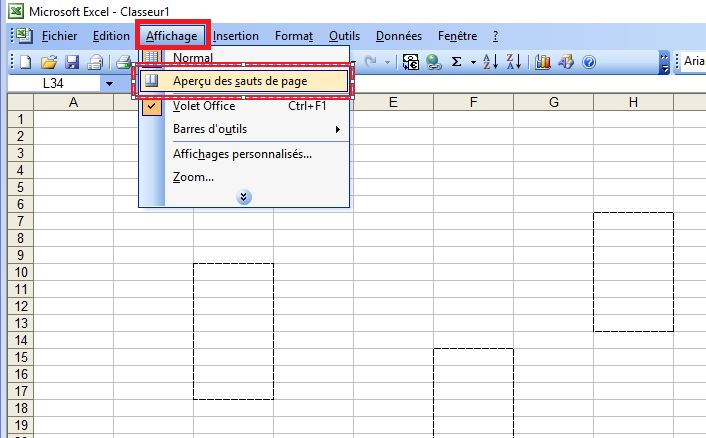 Microsoft Excel - Classeur1
Fichier Edition Affichage Insertion Format Outils Données Fenêtre ?
Normal
Σ A Z Z A Aria
L34
Aperçu des sauts de page
A E F G H
Volet Office Ctrl+F1
Barres d'outils
Affichages personnalisés...
Zoom...
1
2
3
4
5
6
7
8
9
10
11
12
13
14
15
16
17
18
19